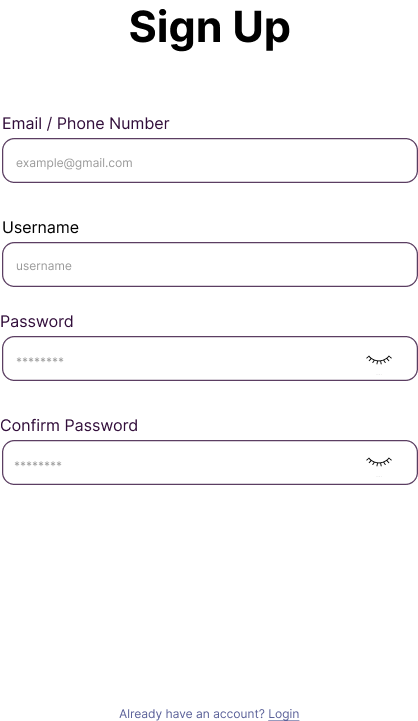 Sign Up
Email / Phone Number
example@gmail.com
Username
username
Password
********
Confirm Password
********
Already have an account? Login